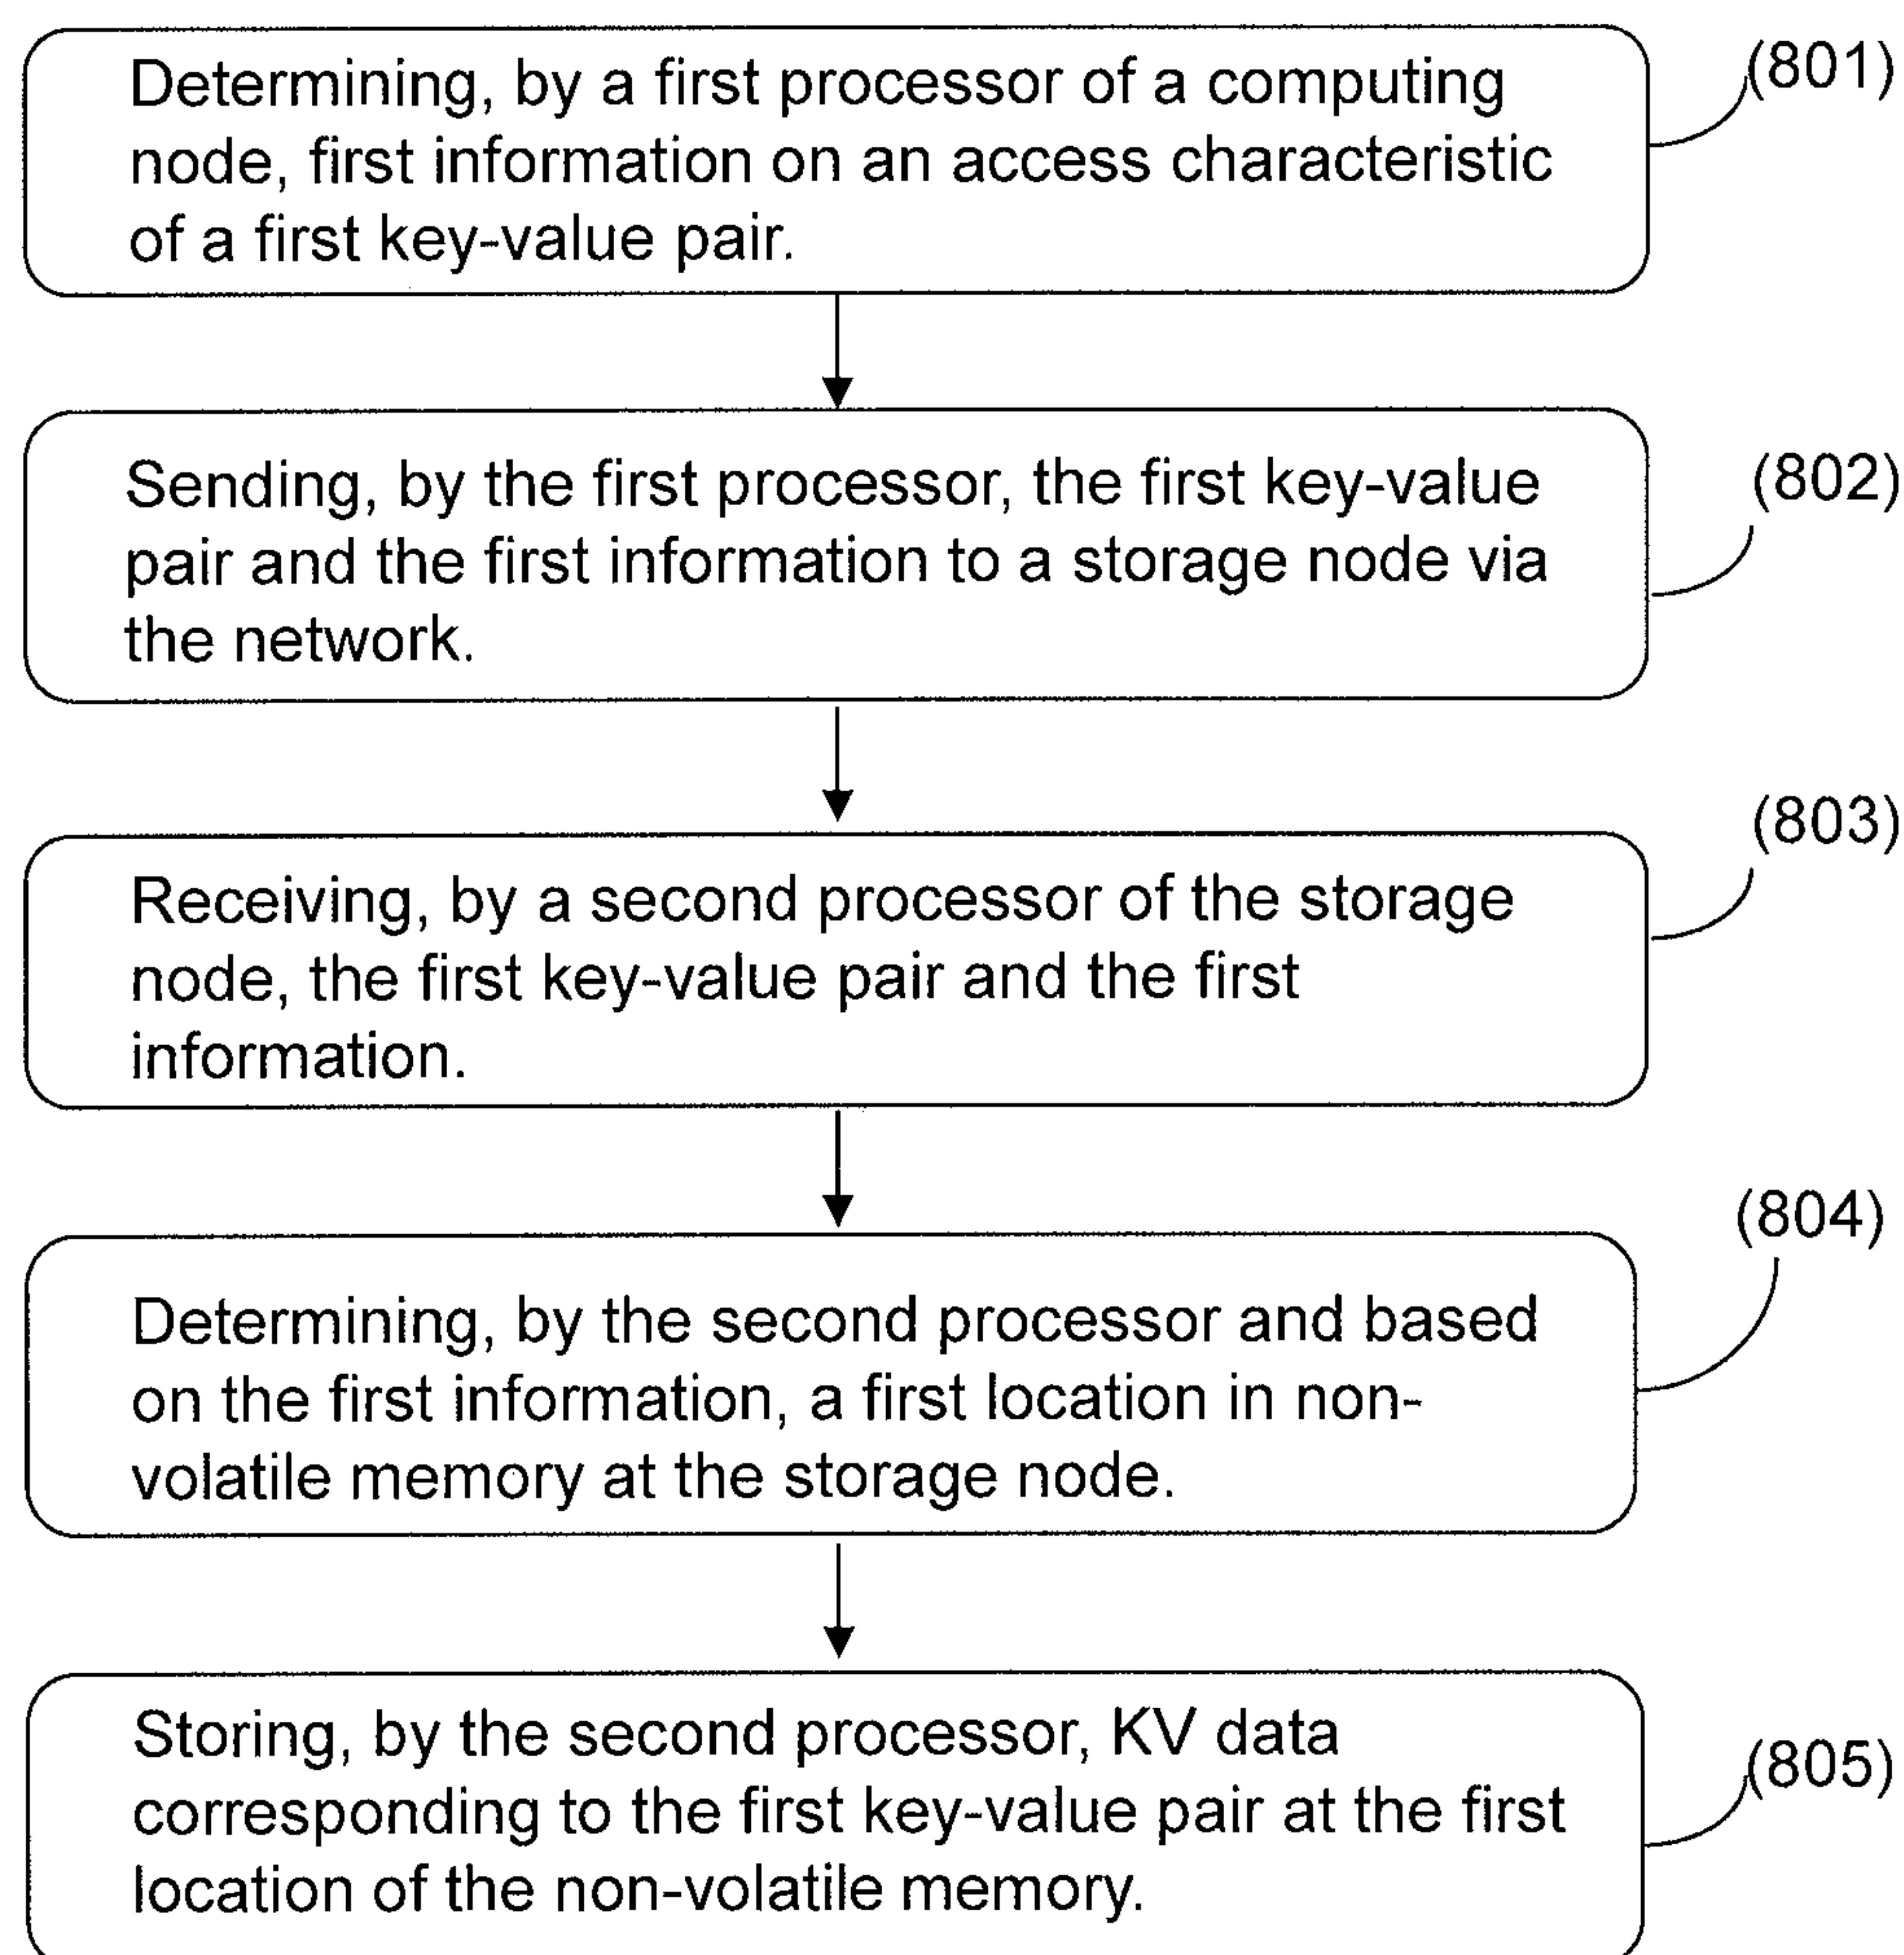 Determining, by a first processor of a computing
node, first information on an access characteristic
of a first key-value pair.
(801)
Sending, by the first processor, the first key-value
pair and the first information to a storage node via
the network.
(802)
Receiving, by a second processor of the storage
node, the first key-value pair and the first
information.
(803)
Determining, by the second processor and based
on the first information, a first location in non-
volatile memory at the storage node.
(804)
Storing, by the second processor, KV data
corresponding to the first key-value pair at the first
location of the non-volatile memory.
(805)